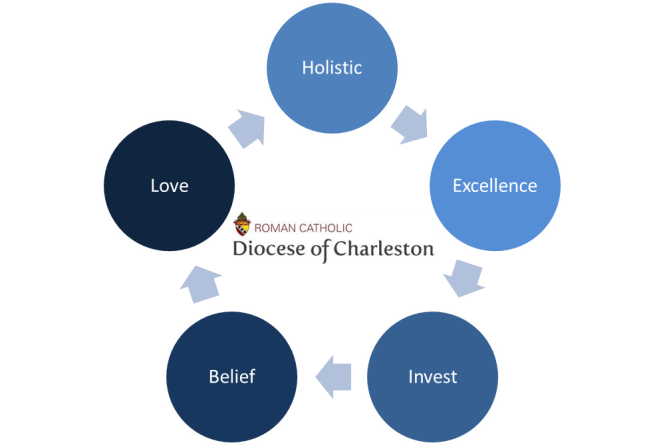 Holistic
Excellence
Invest
Belief
Love
ROMAN CATHOLIC
Diocese of Charleston